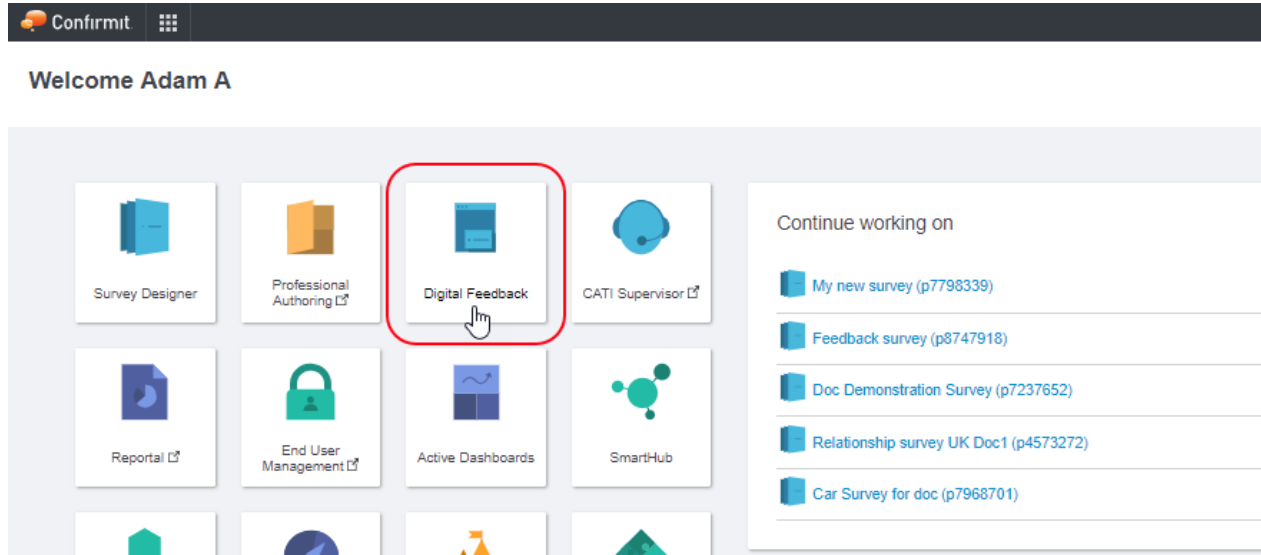 Confirmit
Welcome Adam A
Survey Designer
Professional
Authoring
Digital Feedback
CATI Supervisor
Reportal
End User
Management
Active Dashboards
SmartHub
Continue working on
My new survey (p7798339)
Feedback survey (p8747918)
Doc Demonstration Survey (p7237652)
Relationship survey UK Doc1 (p4573272)
Car Survey for doc (p7968701)